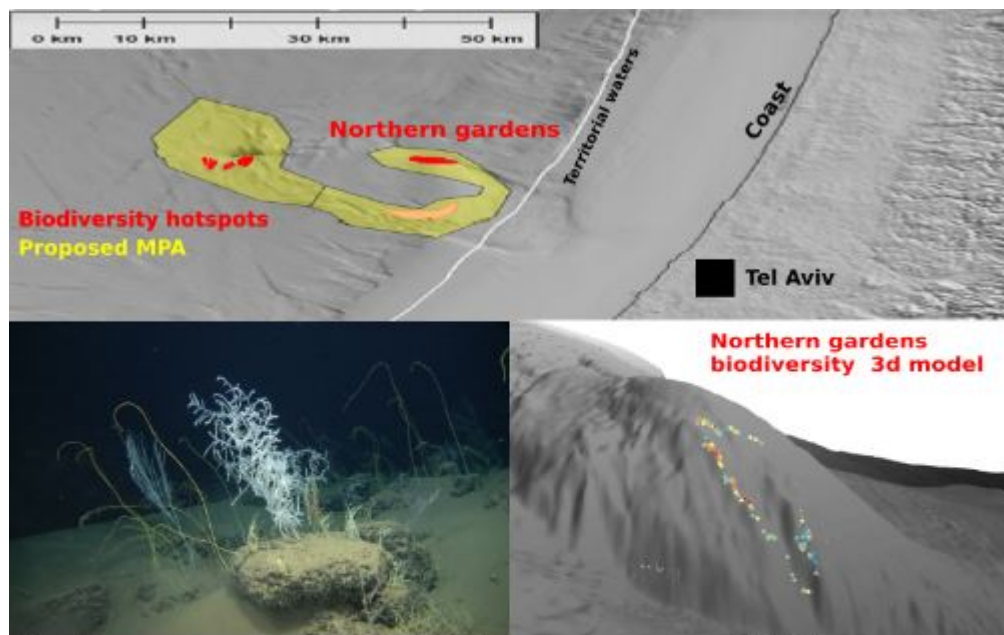 0 km 10 km 30 km 50 km
Northern gardens
Territorial waters
Coast
Biodiversity hotspots
Proposed MPA
Tel Aviv
Northern gardens
biodiversity 3d model